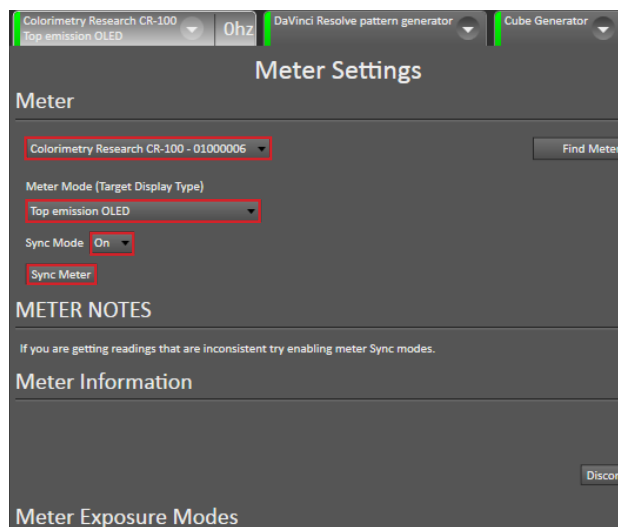 Colorimetry Research CR-100
Top emission OLED
0hz
DaVinci Resolve pattern generator
Cube Generator
Meter Settings
Meter
Colorimetry Research CR-100 - 01000006
Find Meter
Meter Mode (Target Display Type)
Top emission OLED
Sync Mode On
Sync Meter
METER NOTES
If you are getting readings that are inconsistent try enabling meter Sync modes.
Meter Information
Discon
Meter Exposure Modes